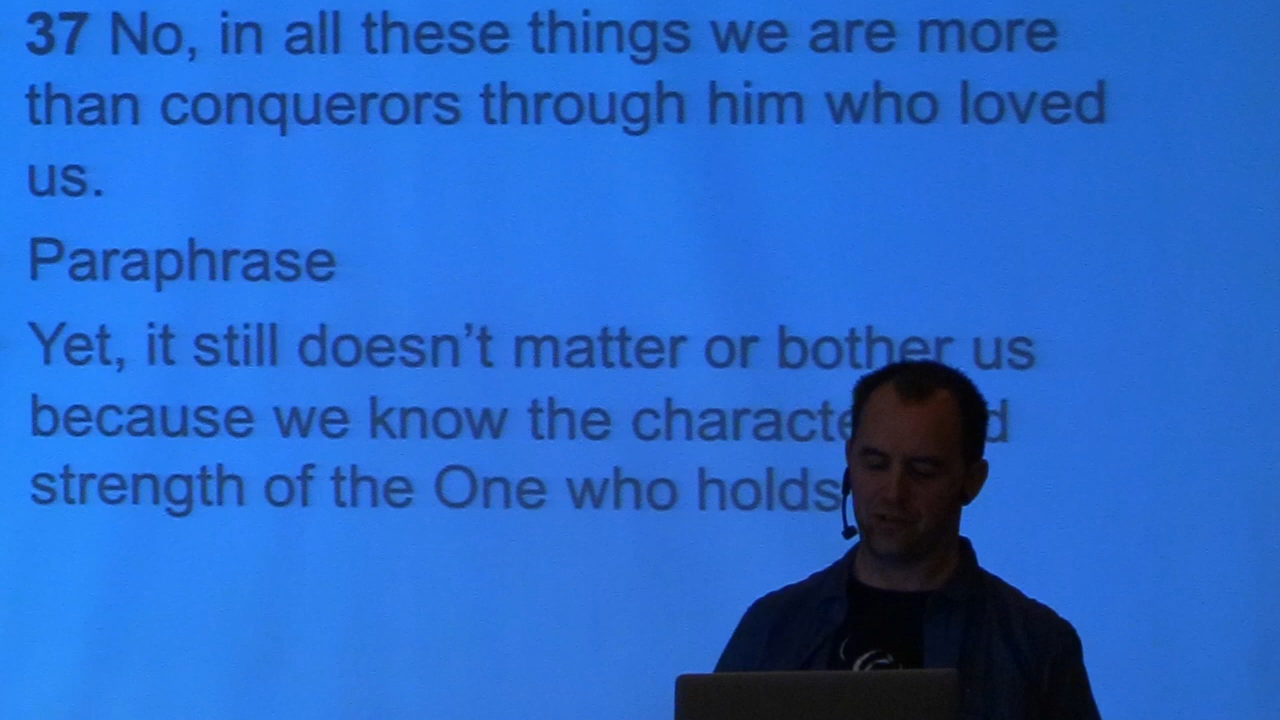 37 No, in all these things we are more
than conquerors through him who loved
us.
Paraphrase
Yet, it still doesn’t matter or bother us
because we know the
strength of the One who holds